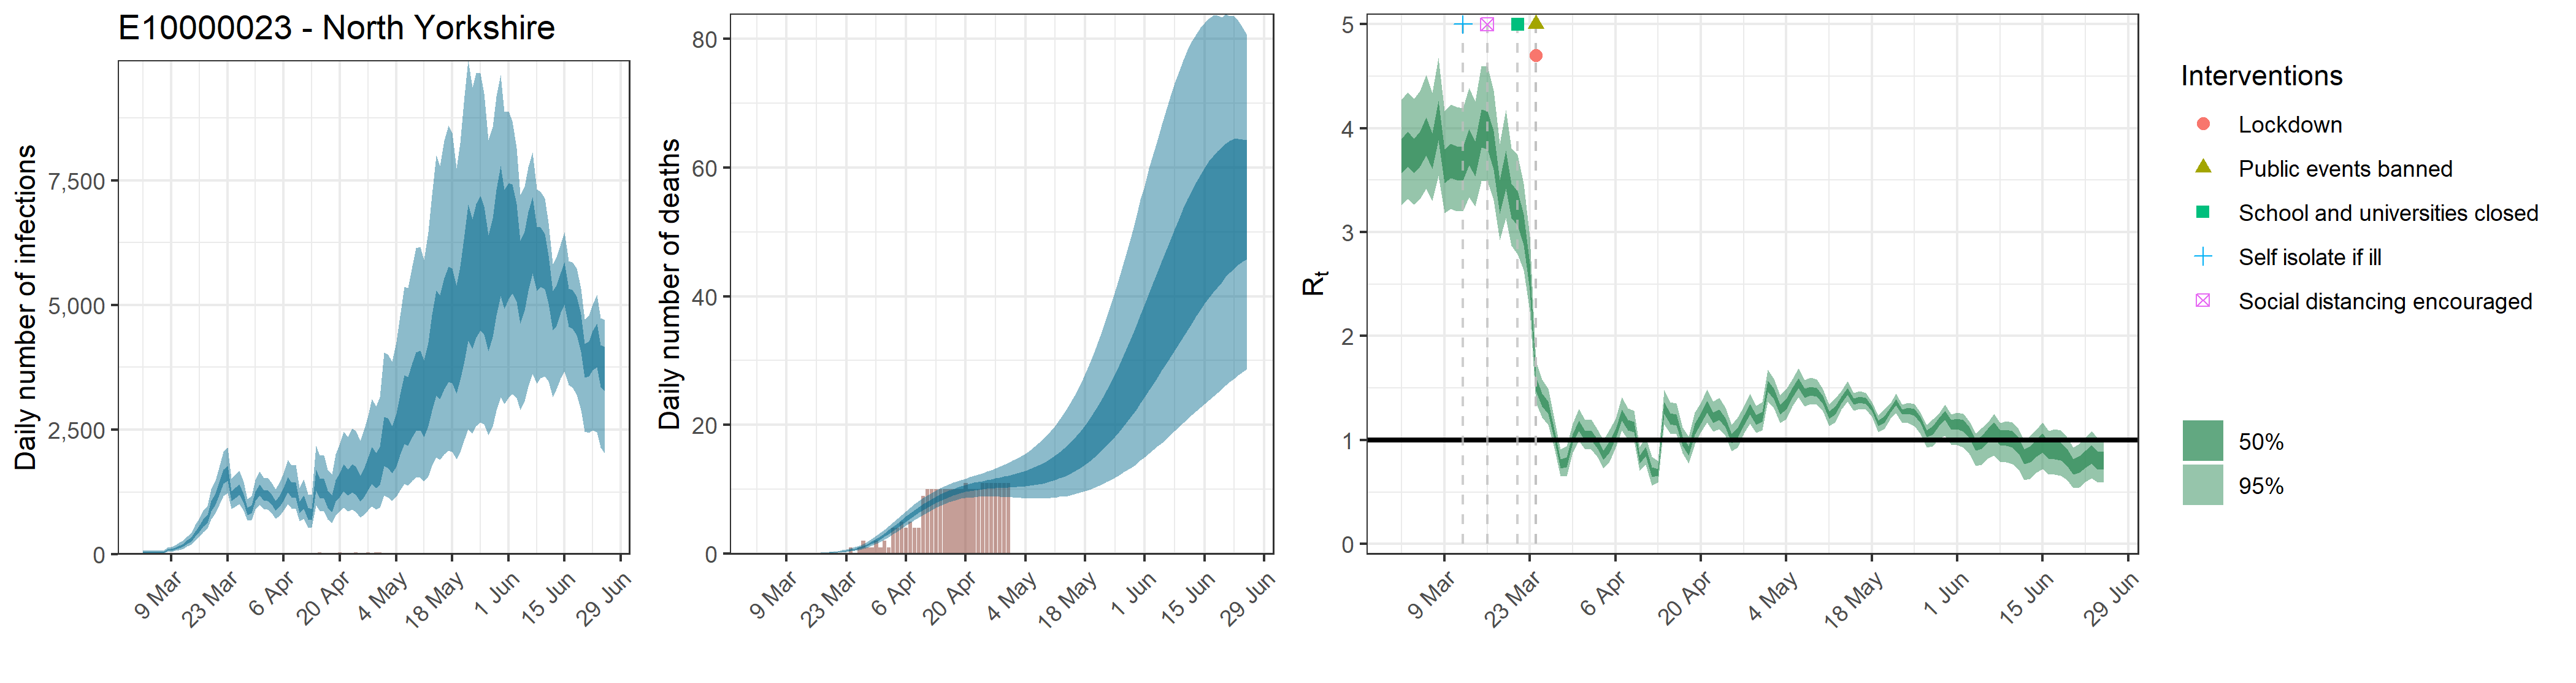 E10000023 - North Yorkshire
Daily number of infections
7,500
5,000
2,500
0
9 Mar
23 Mar
6 Apr
20 Apr
4 May
18 May
1 Jun
15 Jun
29 Jun
Daily number of deaths
80
60
40
20
0
9 Mar
23 Mar
6 Apr
20 Apr
4 May
18 May
1 Jun
15 Jun
29 Jun
Rt
5
4
3
2
1
0
9 Mar
23 Mar
6 Apr
20 Apr
4 May
18 May
1 Jun
15 Jun
29 Jun
Interventions
Lockdown
Public events banned
School and universities closed
Self isolate if ill
Social distancing encouraged
50%
95%